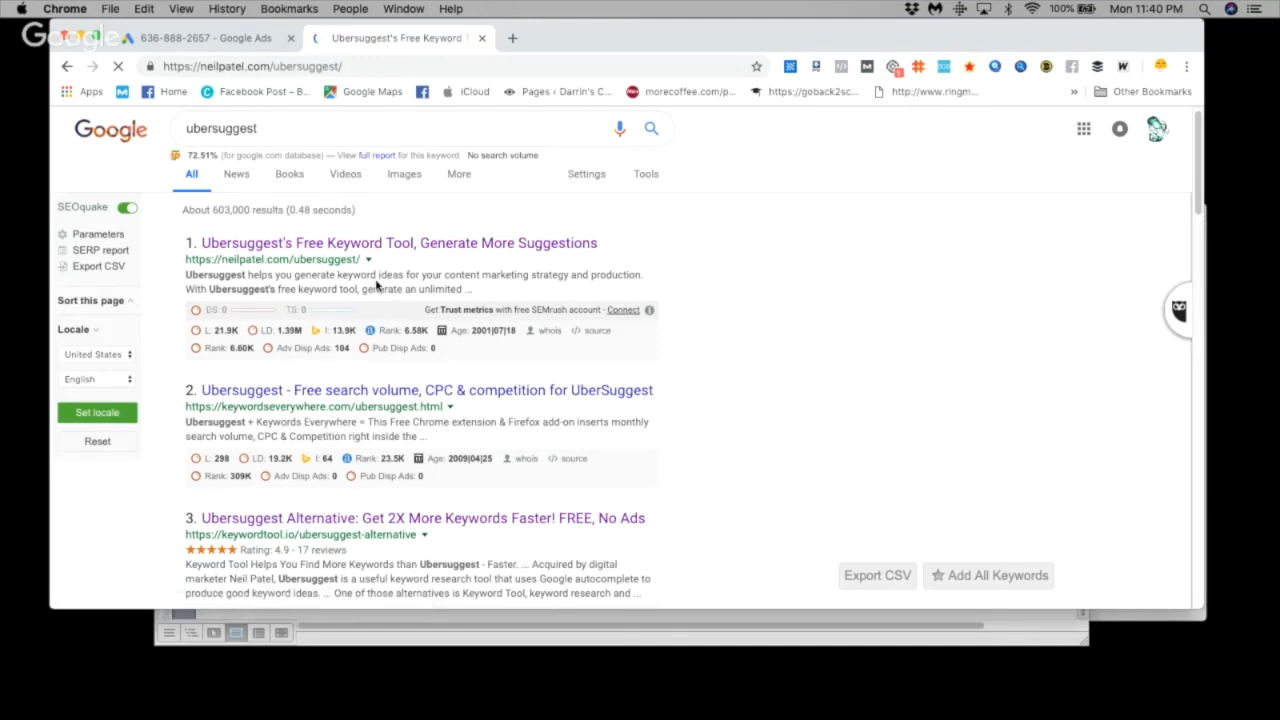 Chrome File Edit View History Bookmarks People Window Help 100% Mon 11:40 PM
Google
636-888-2657 - Google Ads
Ubersuggest's Free Keyword T
https://neilpatel.com/ubersuggest/
Apps Home Facebook Post – B... Google Maps iCloud Pages ‹ Darrin's C... morecoffee.com/p... https://goback2sc... http://www.ringm... » Other Bookmarks
Google ubersuggest
72.51% (for google.com database) — View full report for this keyword No search volume
All News Books Videos Images More Settings Tools
SEOquake
Parameters
SERP report
Export CSV
Sort this page
Locale
United States
English
Set locale
Reset
About 603,000 results (0.48 seconds)
1. Ubersuggest's Free Keyword Tool, Generate More Suggestions
https://neilpatel.com/ubersuggest/
Ubersuggest helps you generate keyword ideas for your content marketing strategy and production.
With Ubersuggest's free keyword tool, generate an unlimited ...
DS: 0 TS: 0 Get Trust metrics with free SEMrush account - Connect
L: 21.9K LD: 1.39M I: 13.9K Rank: 6.58K Age: 2001|07|18 whois source
Rank: 6.60K Adv Disp Ads: 104 Pub Disp Ads: 0
2. Ubersuggest - Free search volume, CPC & competition for UberSuggest
https://keywordseverywhere.com/ubersuggest.html
Ubersuggest + Keywords Everywhere = This Free Chrome extension & Firefox add-on inserts monthly
search volume, CPC & Competition right inside the ...
L: 298 LD: 19.2K I: 64 Rank: 23.5K Age: 2009|04|25 whois source
Rank: 309K Adv Disp Ads: 0 Pub Disp Ads: 0
3. Ubersuggest Alternative: Get 2X More Keywords Faster! FREE, No Ads
https://keywordtool.io/ubersuggest-alternative
Rating: 4.9 - 17 reviews
Keyword Tool Helps You Find More Keywords than Ubersuggest - Faster. ... Acquired by digital
marketer Neil Patel, Ubersuggest is a useful keyword research tool that uses Google autocomplete to
produce good keyword ideas. ... One of those alternatives is Keyword Tool, keyword research and ...
Export CSV Add All Keywords